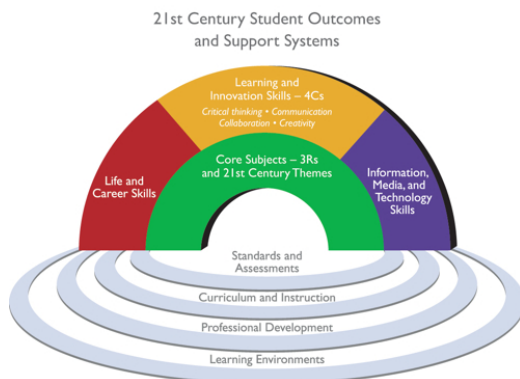 21st Century Student Outcomes
and Support Systems
Learning and
Innovation Skills – 4Cs
Critical thinking • Communication
Collaboration • Creativity
Core Subjects – 3Rs
and 21st Century Themes
Life and
Career Skills
Information,
Media, and
Technology
Skills
Standards and
Assessments
Curriculum and Instruction
Professional Development
Learning Environments